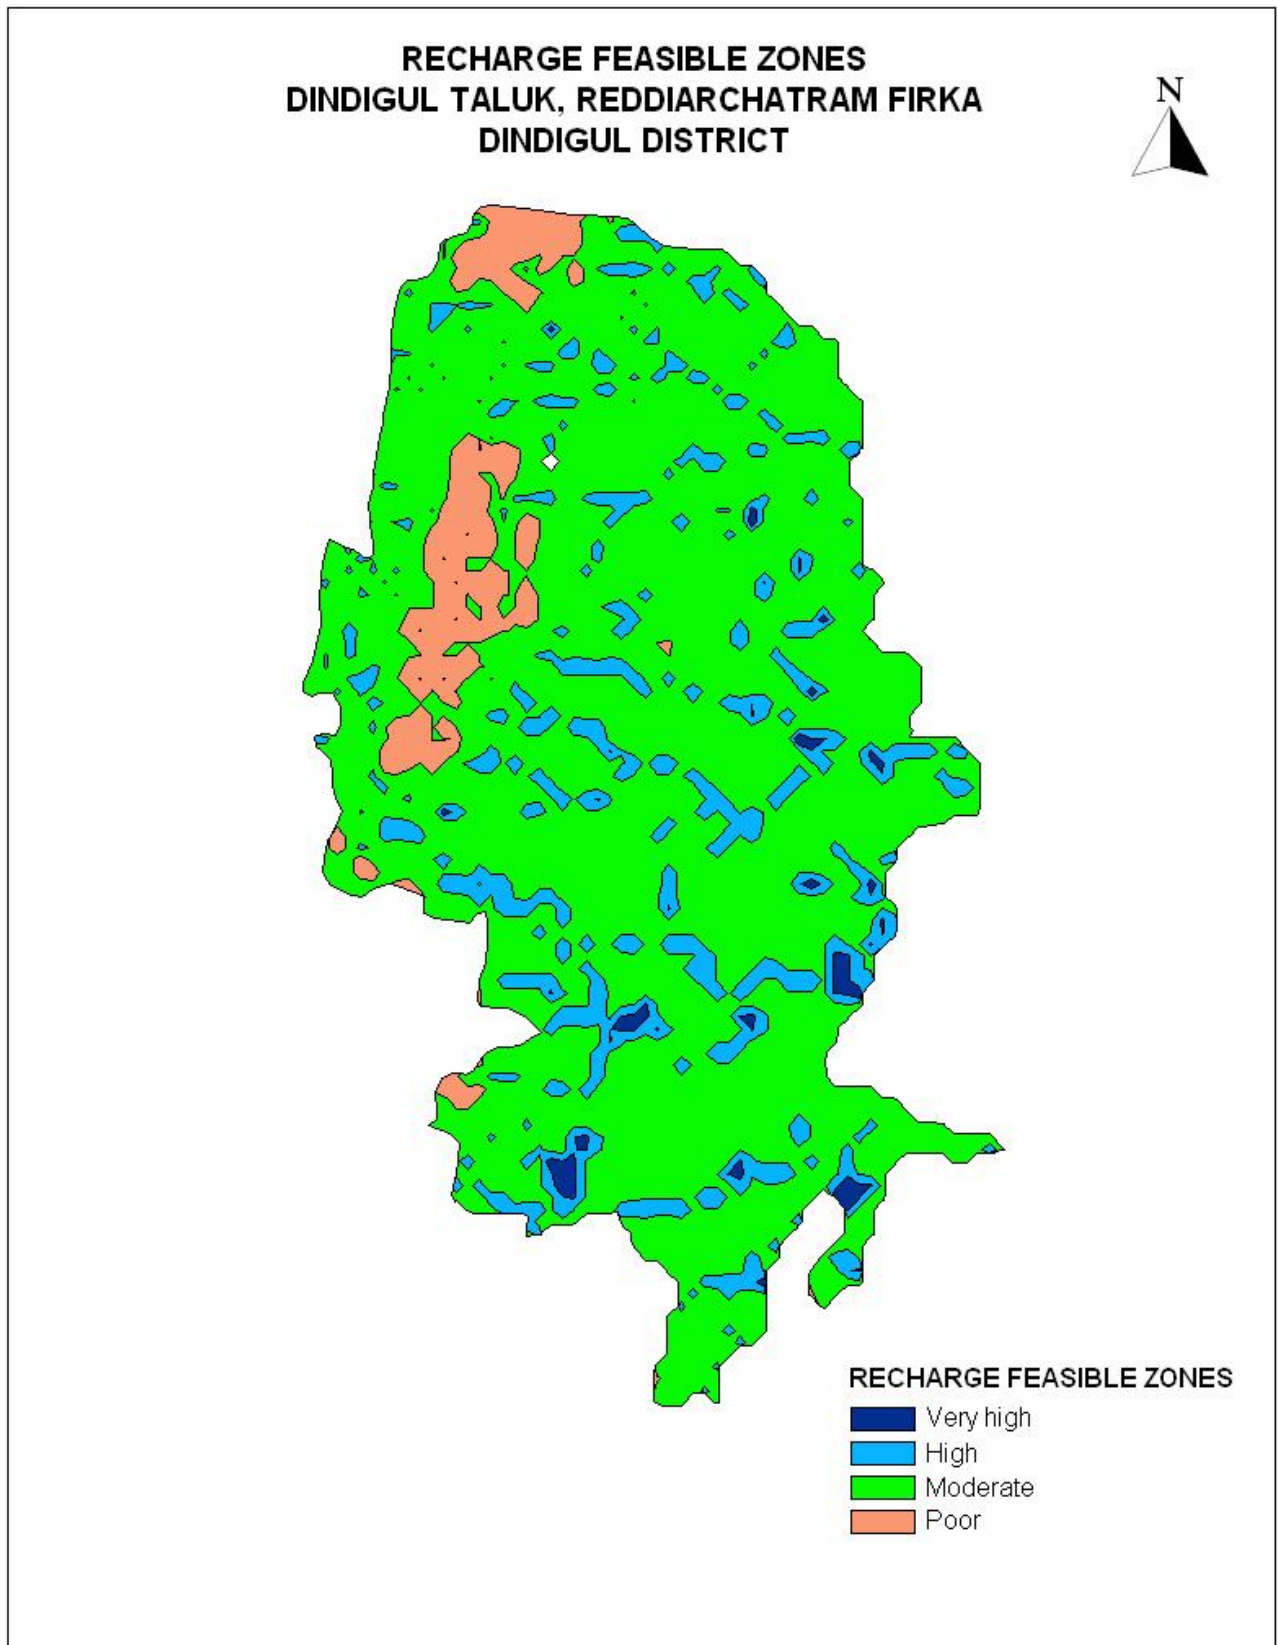 RECHARGE FEASIBLE ZONES
DINDIGUL TALUK, REDDIARCHATRAM FIRKA
DINDIGUL DISTRICT
N
RECHARGE FEASIBLE ZONES
Very high
High
Moderate
Poor